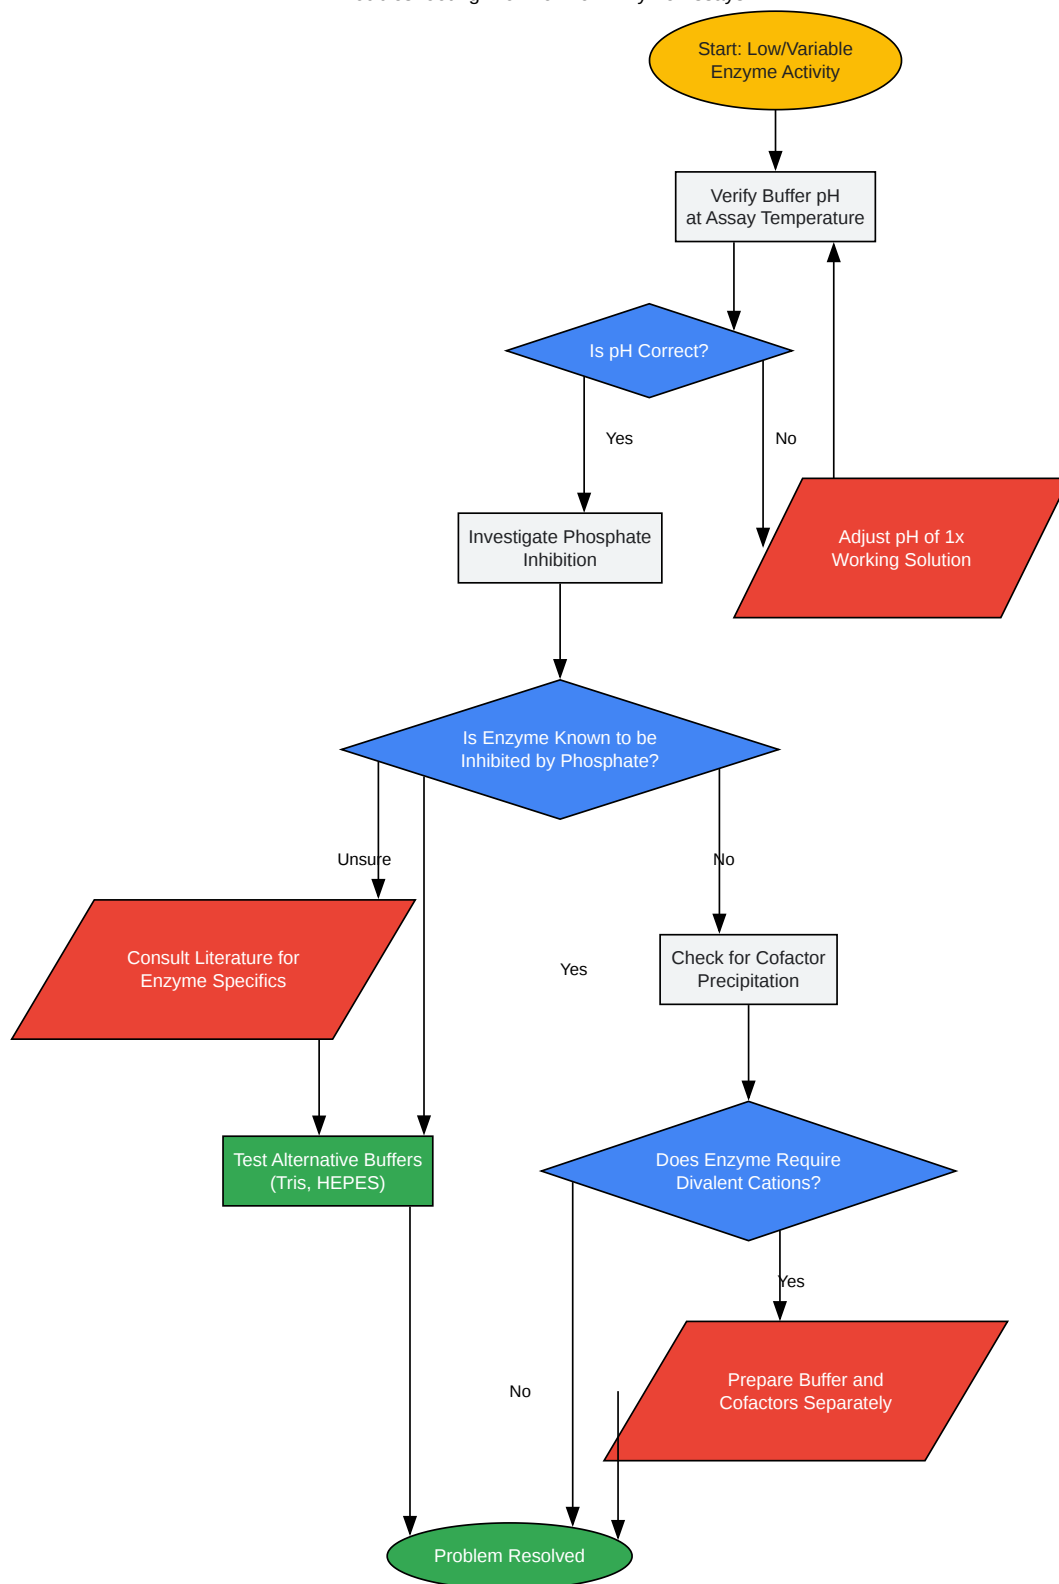 Start: Low/Variable
Enzyme Activity
Verify Buffer pH
at Assay Temperature
Is pH Correct?
Yes
No
Investigate Phosphate
Inhibition
Adjust pH of 1x
Working Solution
Is Enzyme Known to be
Inhibited by Phosphate?
Unsure
No
Consult Literature for
Enzyme Specifics
Yes
Check for Cofactor
Precipitation
Test Alternative Buffers
(Tris, HEPES)
Does Enzyme Require
Divalent Cations?
Yes
No
Prepare Buffer and
Cofactors Separately
Problem Resolved